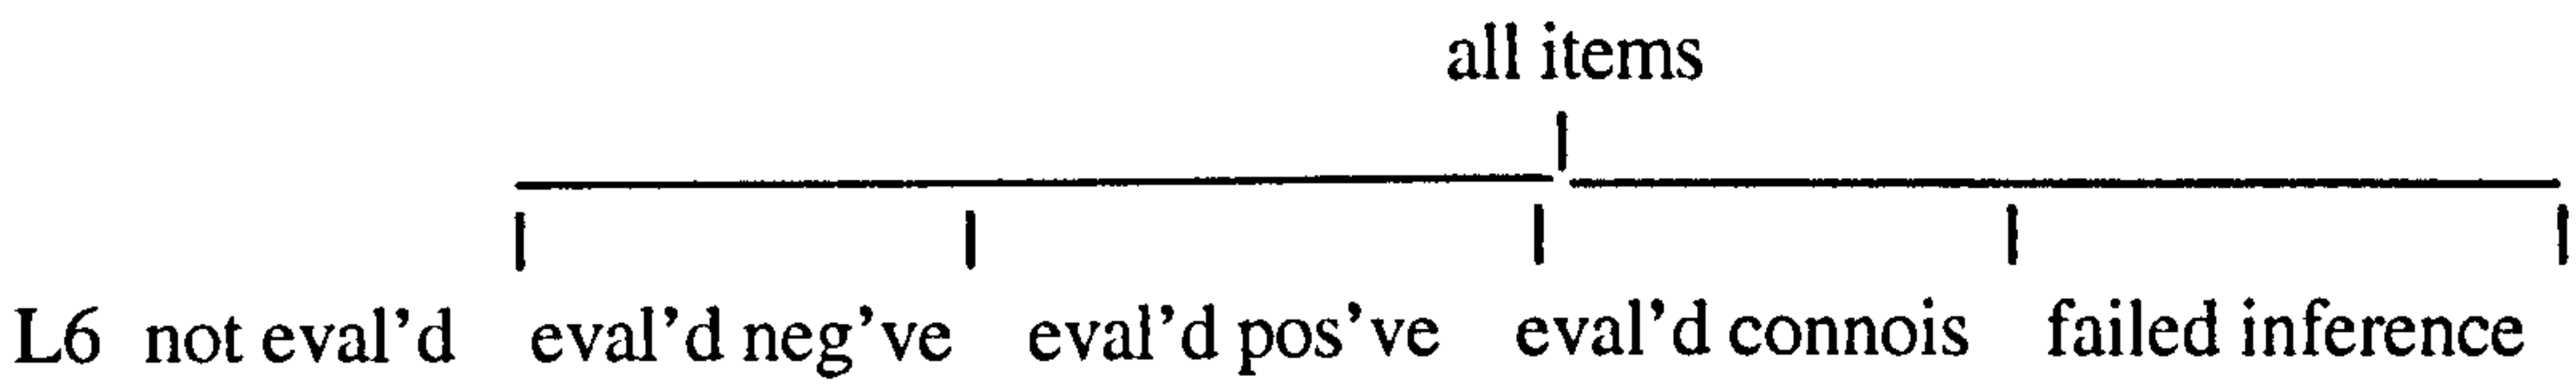 all items
L6 not eval’d eval’d neg’ve eval’d pos’ve eval’d connois failed inference